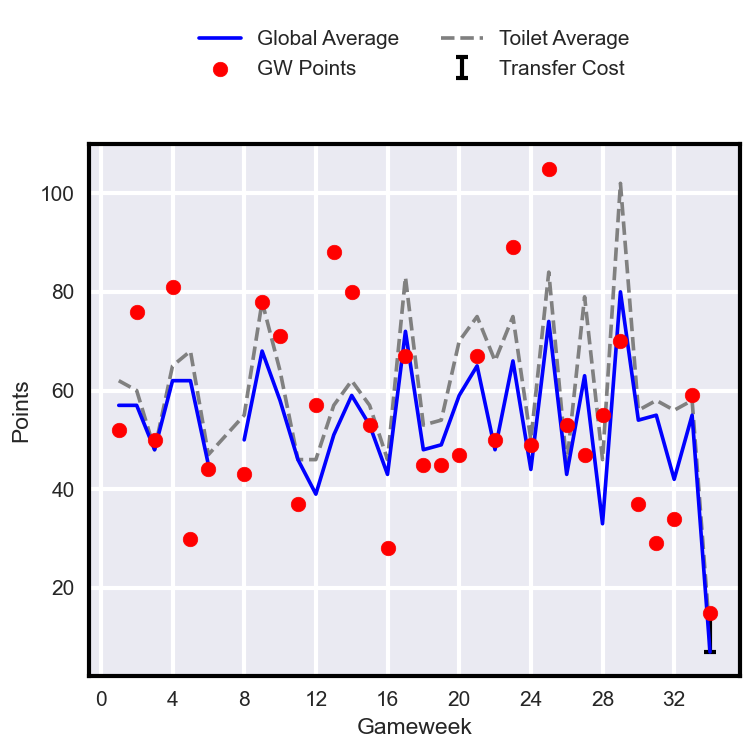 Global Average
GW Points
Toilet Average
Transfer Cost
100
80
60
40
20
Points
0 4 8 12 16 20 24 28 32
Gameweek